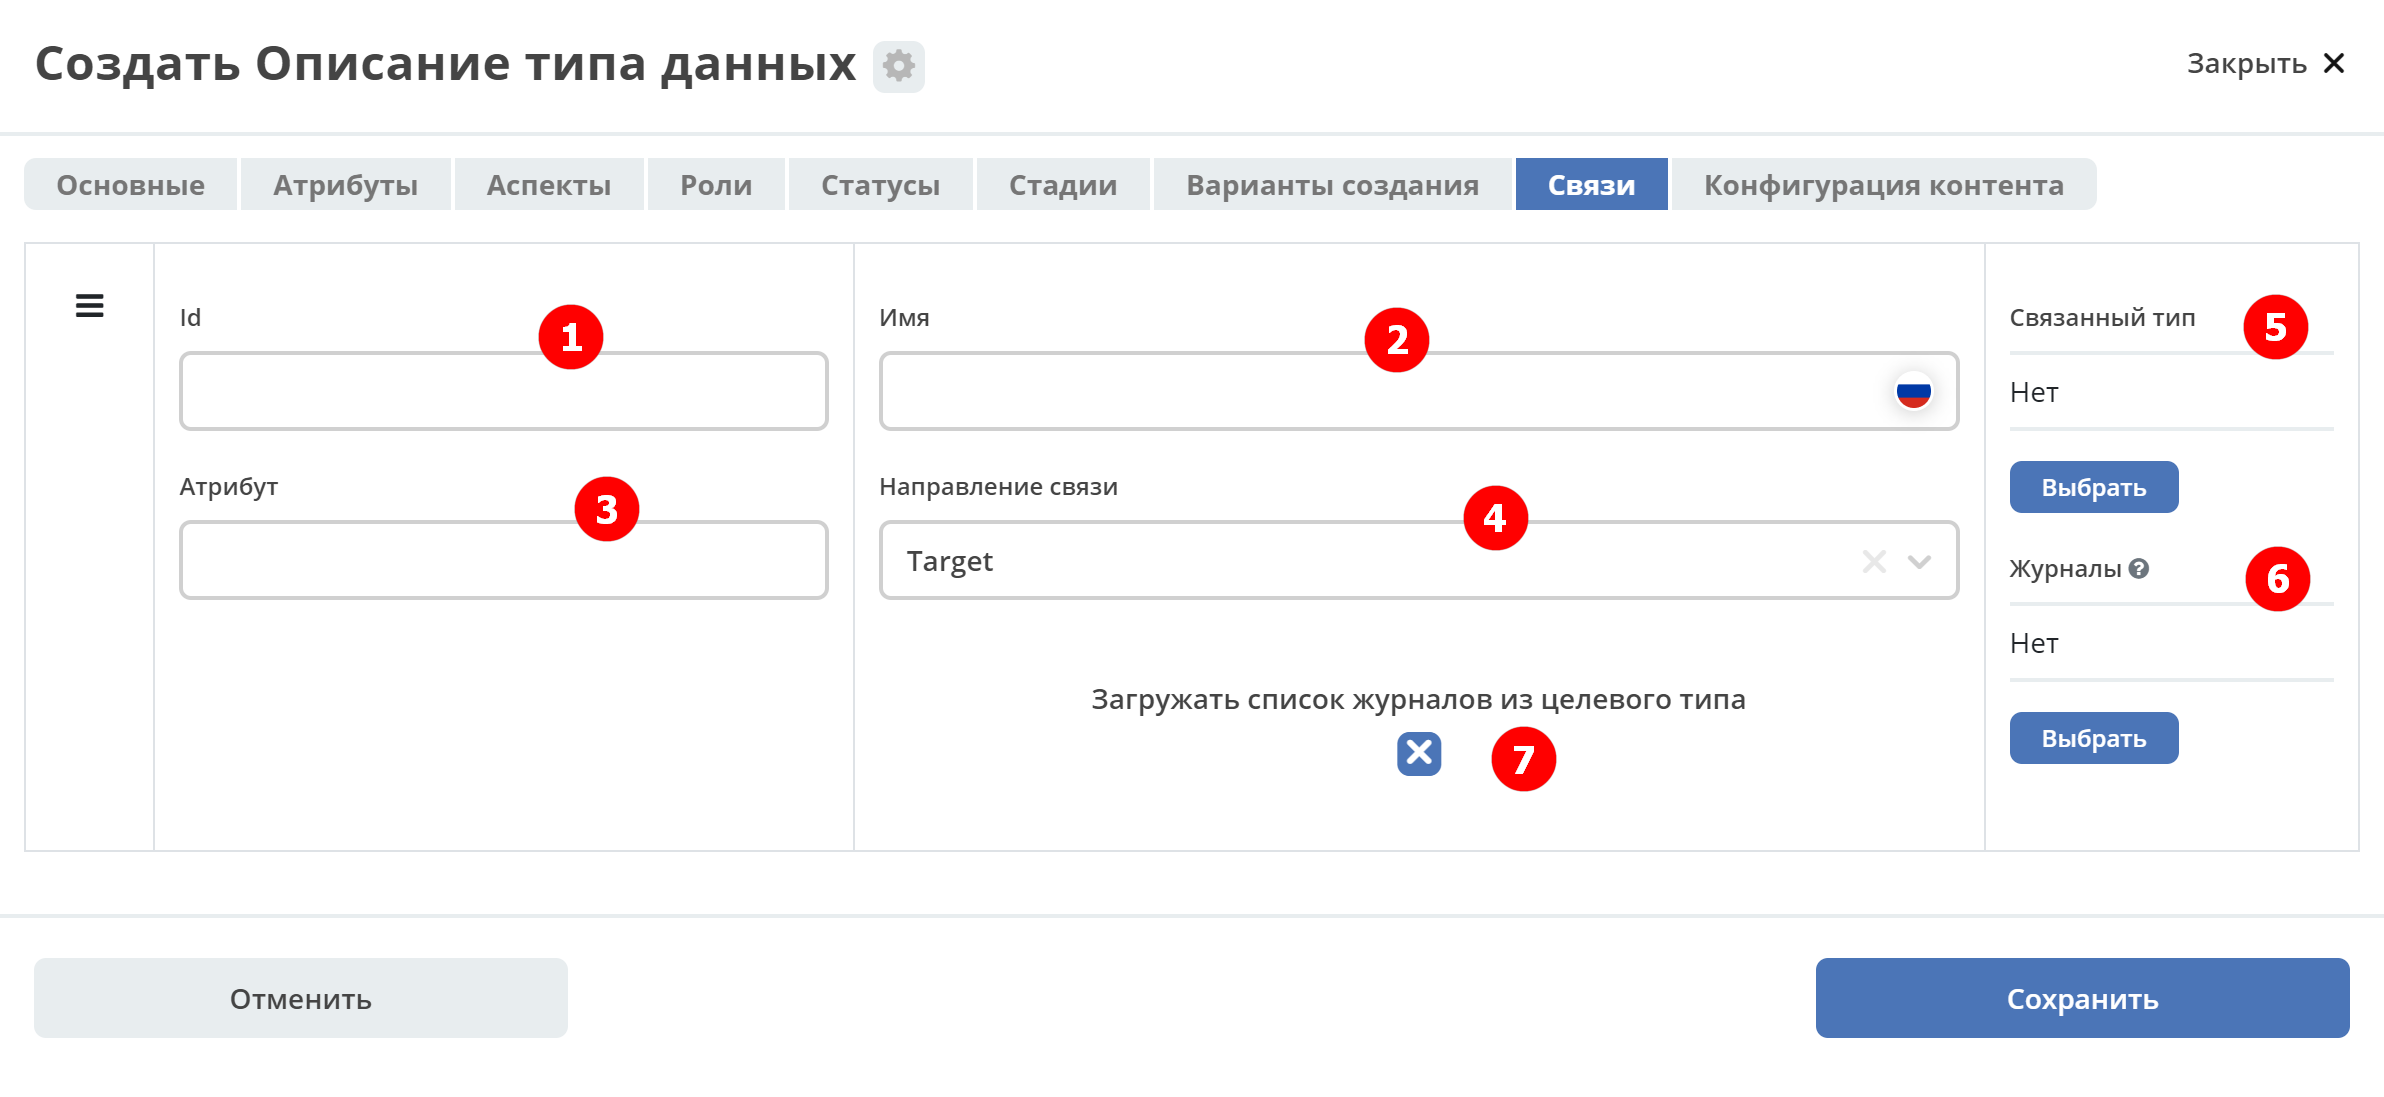 Создать Описание типа данных
Закрыть
Основные Атрибуты Аспекты Роли Статусы Стадии Варианты создания Связи Конфигурация контента
Id 1
Имя 2
Связанный тип 5
Нет
Выбрать
Атрибут 3
Направление связи 4
Target
Журналы ? 6
Нет
Выбрать
Загружать список журналов из целевого типа
7
Отменить
Сохранить